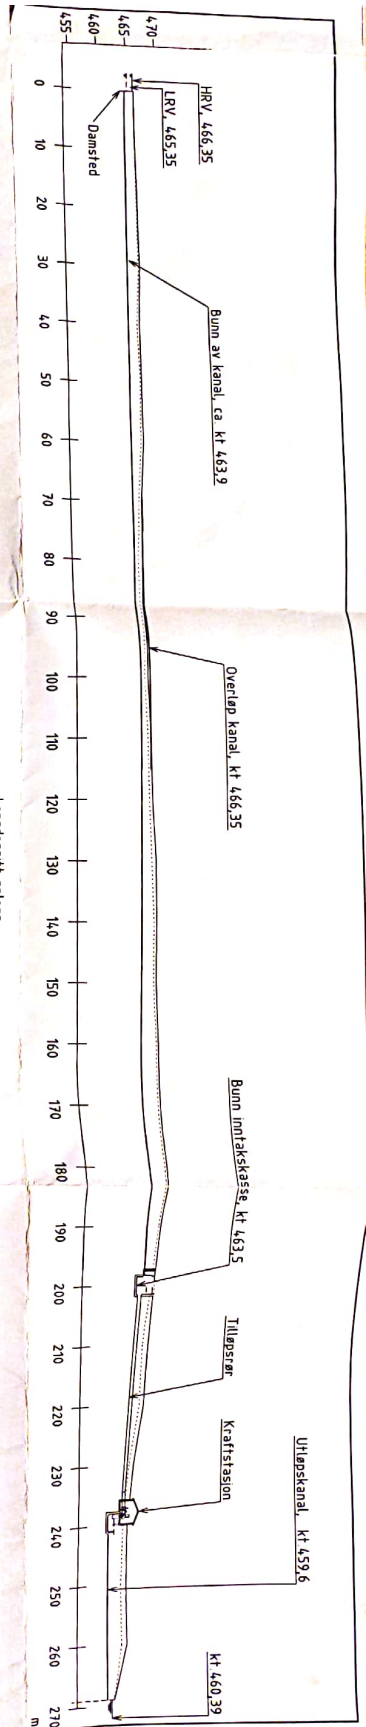 470
465
460
455
HRV, 466,35
LRV, 465,35
Damsted
Bunn av kanal, ca. kt 463,9
Overløp kanal, kt 466,35
Bunn inntakskasse, kt 463,5
Tilløpsrør
Kraftstasjon
Utløpskanal, kt 459,6
kt.460,39
0
10
20
30
40
50
60
70
80
90
100
110
120
130
140
150
160
170
180
190
200
210
220
230
240
250
260
270
m